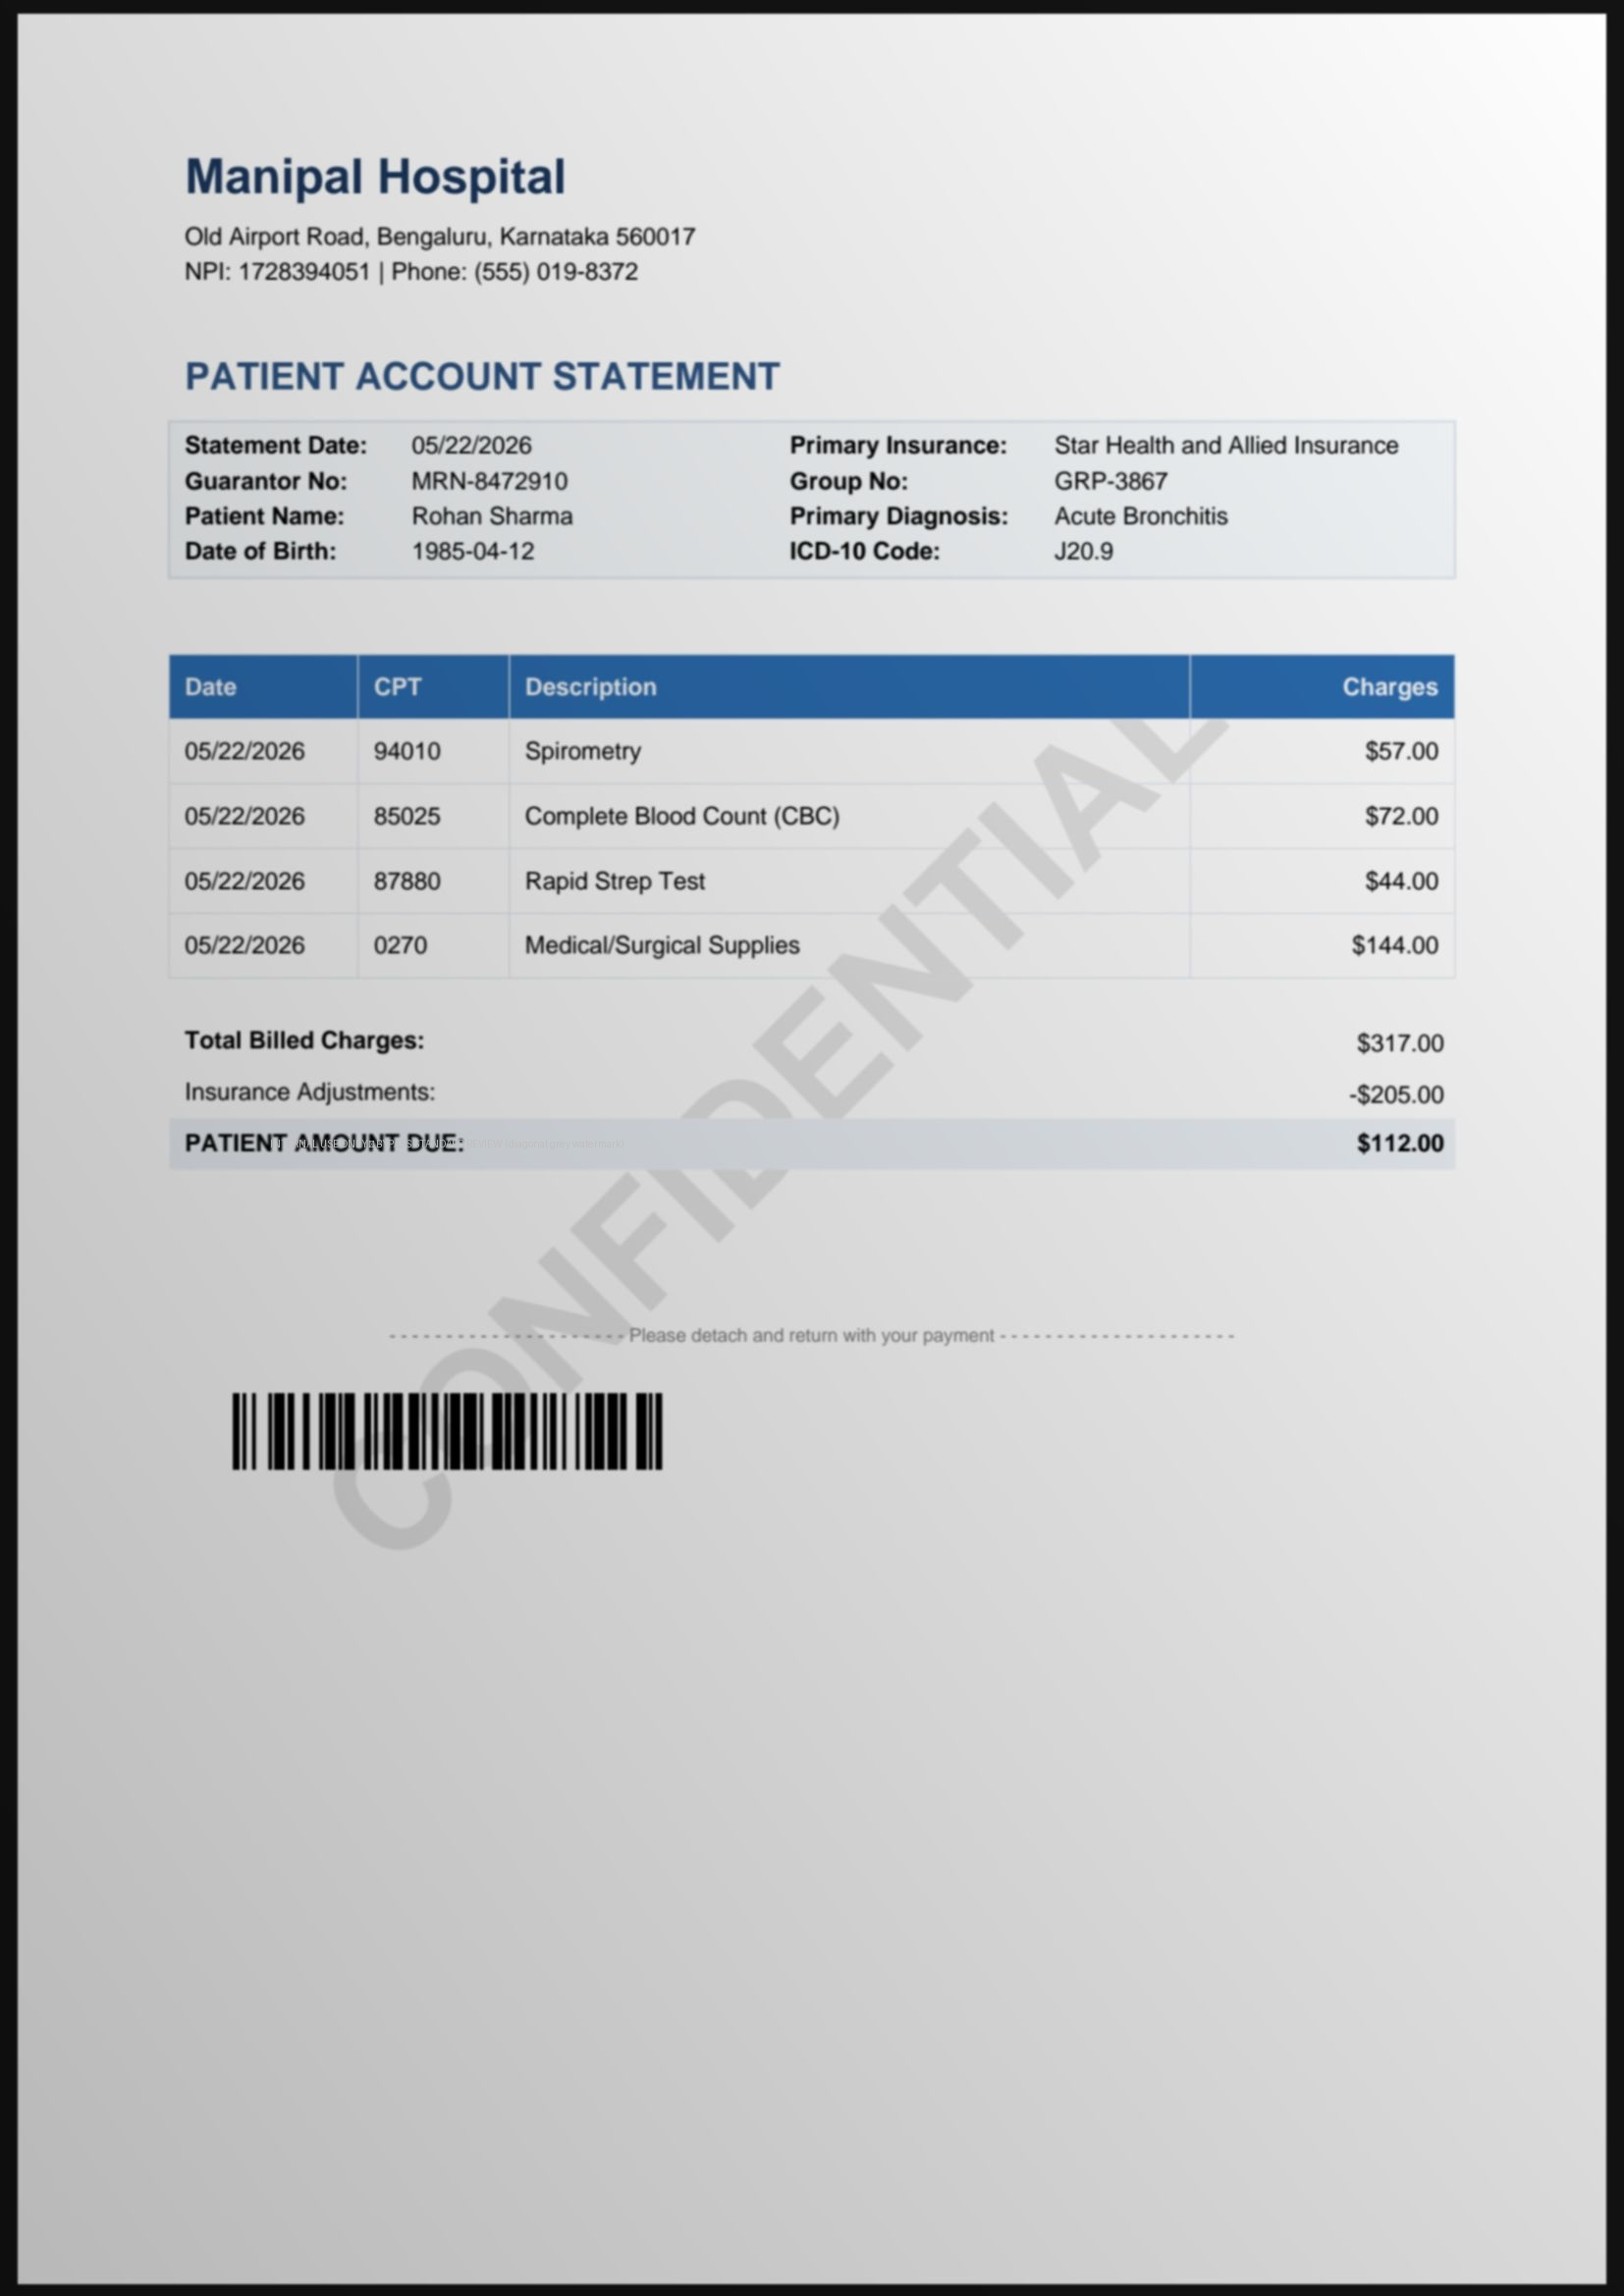 Manipal Hospital
Old Airport Road, Bengaluru, Karnataka 560017
NPI: 1728394051 | Phone: (555) 019-8372
PATIENT ACCOUNT STATEMENT
Statement Date: 05/22/2026 Primary Insurance: Star Health and Allied Insurance
Guarantor No: MRN-8472910 Group No: GRP-3867
Patient Name: Rohan Sharma Primary Diagnosis: Acute Bronchitis
Date of Birth: 1985-04-12 ICD-10 Code: J20.9
Date CPT Description Charges
05/22/2026 94010 Spirometry $57.00
05/22/2026 85025 Complete Blood Count (CBC) $72.00
05/22/2026 87880 Rapid Strep Test $44.00
05/22/2026 0270 Medical/Surgical Supplies $144.00
Total Billed Charges: $317.00
Insurance Adjustments: -$205.00
PATIENT AMOUNT DUE: $112.00
CONFIDENTIAL
- - - - - - - - - - - - - - - - - - - - Please detach and return with your payment - - - - - - - - - - - - - - - - - - - -